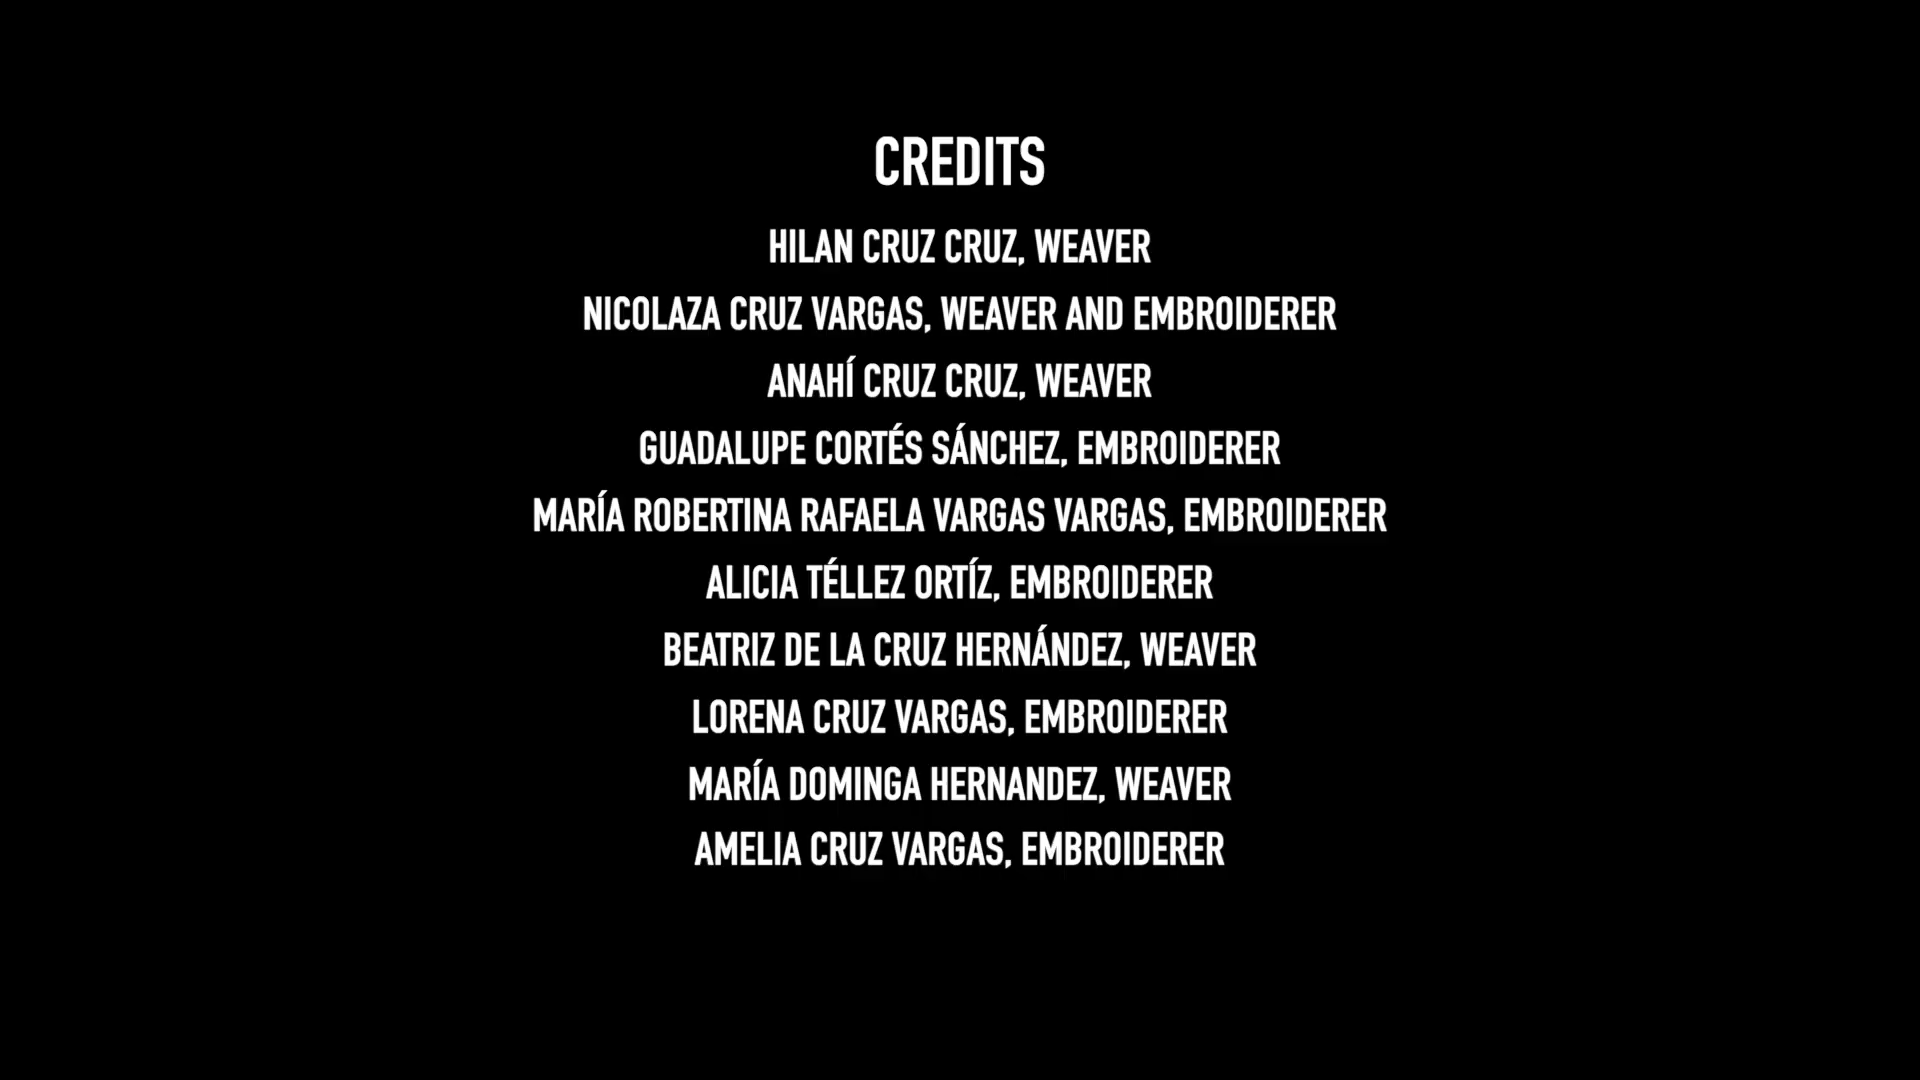 CREDITS
HILAN CRUZ CRUZ, WEAVER
NICOLAZA CRUZ VARGAS, WEAVER AND EMBROIDERER
ANAHÍ CRUZ CRUZ, WEAVER
GUADALUPE CORTÉS SÁNCHEZ, EMBROIDERER
MARÍA ROBERTINA RAFAELA VARGAS VARGAS, EMBROIDERER
ALICIA TÉLLEZ ORTÍZ, EMBROIDERER
BEATRIZ DE LA CRUZ HERNÁNDEZ, WEAVER
LORENA CRUZ VARGAS, EMBROIDERER
MARÍA DOMINGA HERNANDEZ, WEAVER
AMELIA CRUZ VARGAS, EMBROIDERER